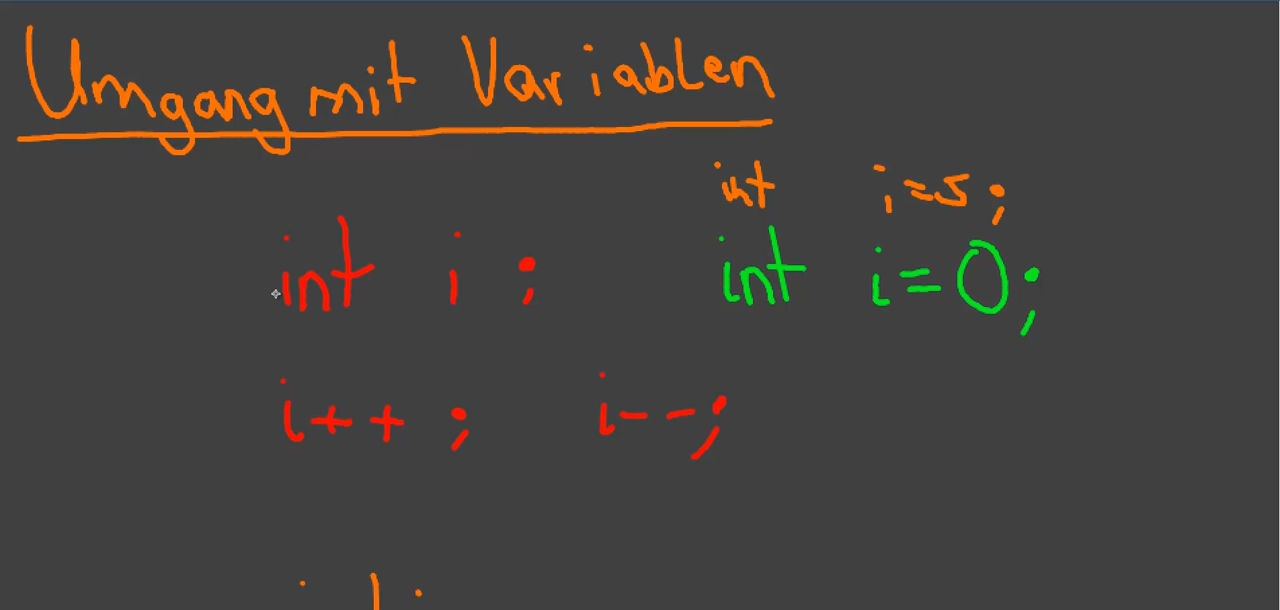 Umgang mit Variablen
int i=5;
int i; int i=0;
i++; i--;